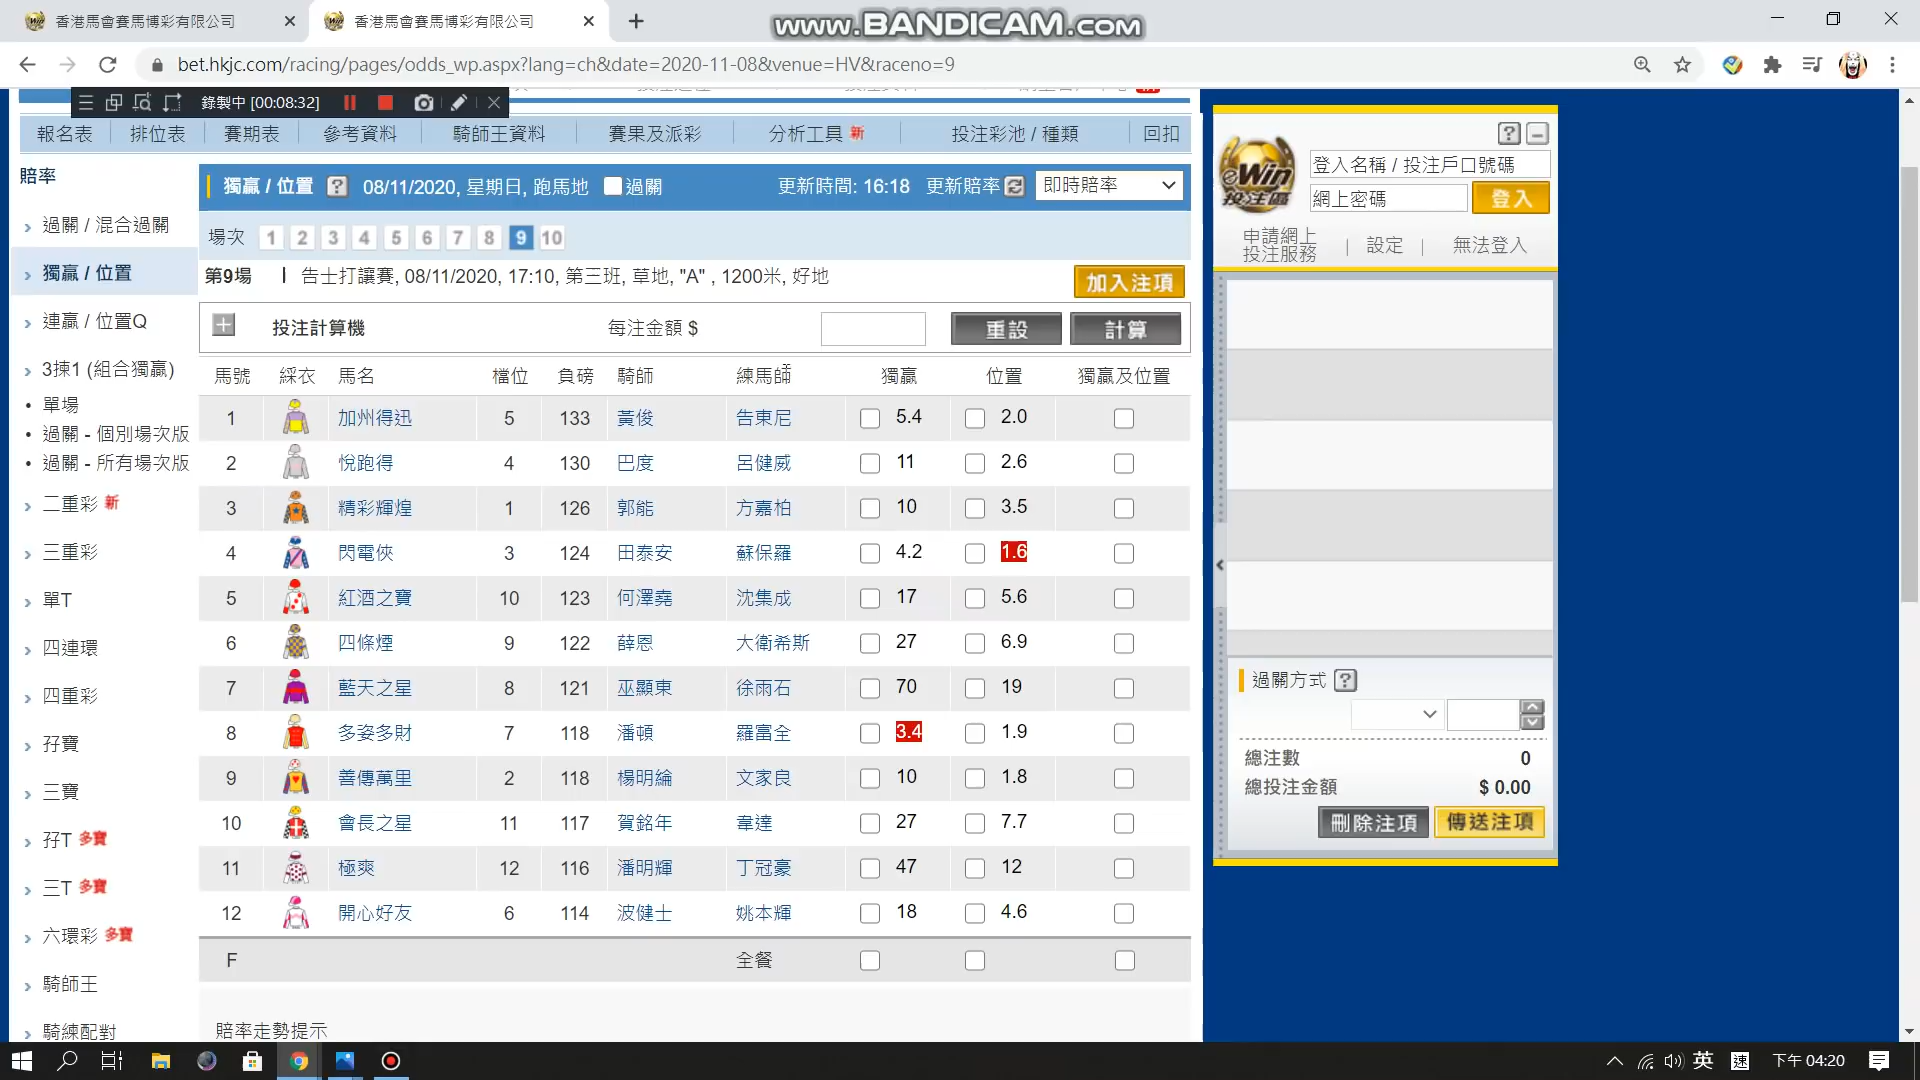 香港馬會賽馬博彩有限公司
香港馬會賽馬博彩有限公司
www.BANDICAM.com
bet.hkjc.com/racing/pages/odds_wp.aspx?lang=ch&date=2020-11-08&venue=HV&raceno=9
錄製中 [00:08:32]
報名表 排位表 賽期表 參考資料 騎師王資料 賽果及派彩 分析工具 新 投注彩池 / 種類 回扣
賠率
過關 / 混合過關
獨贏 / 位置
連贏 / 位置Q
3揀1 (組合獨贏)
單場
過關 - 個別場次版
過關 - 所有場次版
二重彩 新
三重彩
單T
四連環
四重彩
孖寶
三寶
孖T 多寶
三T 多寶
六環彩 多寶
騎師王
騎練配對
獨贏 / 位置 ? 08/11/2020, 星期日, 跑馬地 過關 更新時間: 16:18 更新賠率 即時賠率
場次 1 2 3 4 5 6 7 8 9 10
第9場 告士打讓賽, 08/11/2020, 17:10, 第三班, 草地, "A" , 1200米, 好地 加入注項
投注計算機 每注金額 $ 重設 計算
馬號 綵衣 馬名 檔位 負磅 騎師 練馬師 獨贏 位置 獨贏及位置
1 加州得迅 5 133 黃俊 告東尼 5.4 2.0
2 悅跑得 4 130 巴度 呂健威 11 2.6
3 精彩輝煌 1 126 郭能 方嘉柏 10 3.5
4 閃電俠 3 124 田泰安 蘇保羅 4.2 1.6
5 紅酒之寶 10 123 何澤堯 沈集成 17 5.6
6 四條煙 9 122 薛恩 大衛希斯 27 6.9
7 藍天之星 8 121 巫顯東 徐雨石 70 19
8 多姿多財 7 118 潘頓 羅富全 3.4 1.9
9 善傳萬里 2 118 楊明綸 文家良 10 1.8
10 會長之星 11 117 賀銘年 韋達 27 7.7
11 極爽 12 116 潘明輝 丁冠豪 47 12
12 開心好友 6 114 波健士 姚本輝 18 4.6
F 全餐
賠率走勢提示
eWin
投注區
登入名稱 / 投注戶口號碼
網上密碼 登入
申請網上
投注服務 | 設定 | 無法登入
過關方式 ?
總注數 0
總投注金額 $ 0.00
刪除注項 傳送注項
英 速 下午 04:20